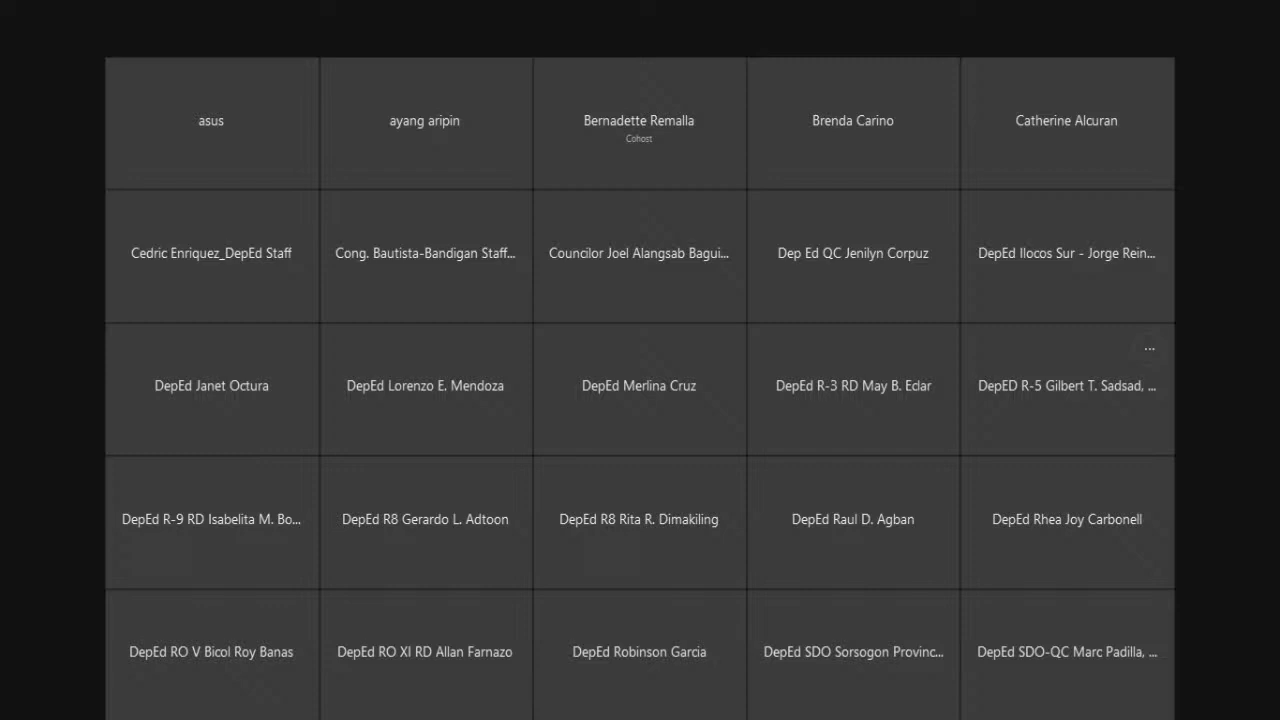 asus
ayang aripin
Bernadette Remalla
Cohost
Brenda Carino
Catherine Alcuran
Cedric Enriquez_DepEd Staff
Cong. Bautista-Bandigan Staff...
Councilor Joel Alangsab Bagui...
Dep Ed QC Jenilyn Corpuz
DepEd Ilocos Sur - Jorge Rein...
DepEd Janet Octura
DepEd Lorenzo E. Mendoza
DepEd Merlina Cruz
DepEd R-3 RD May B. Eclar
...
DepED R-5 Gilbert T. Sadsad, ...
DepEd R-9 RD Isabelita M. Bo...
DepEd R8 Gerardo L. Adtoon
DepEd R8 Rita R. Dimakiling
DepEd Raul D. Agban
DepEd Rhea Joy Carbonell
DepEd RO V Bicol Roy Banas
DepEd RO XI RD Allan Farnazo
DepEd Robinson Garcia
DepEd SDO Sorsogon Provinc...
DepEd SDO-QC Marc Padilla, ...